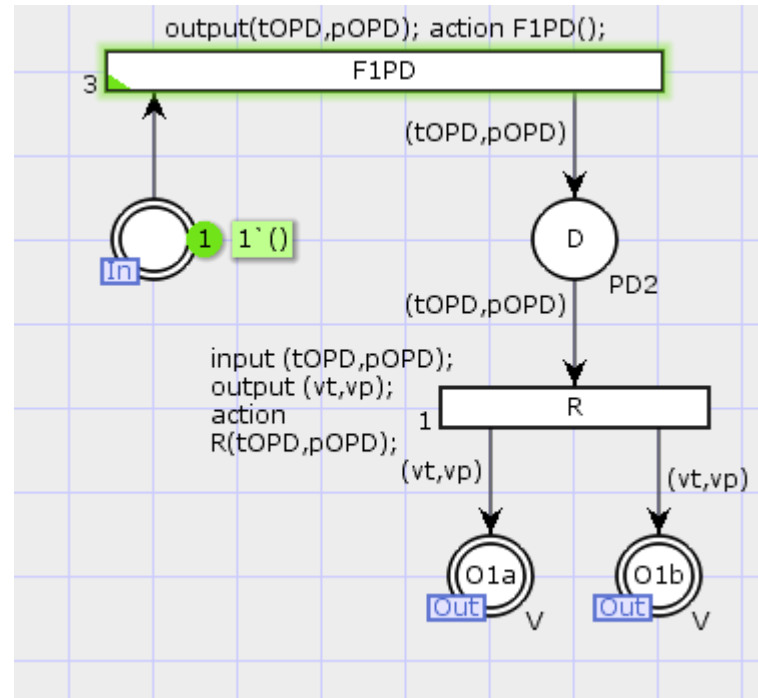 output(tOPD,pOPD); action F1PD();
3
F1PD
(tOPD,pOPD)
1
1`()
In
D
PD2
(tOPD,pOPD)
input (tOPD,pOPD);
output (vt,vp);
action
R(tOPD,pOPD);
1
R
(vt,vp)
(vt,vp)
O1a
Out
V
O1b
Out
V